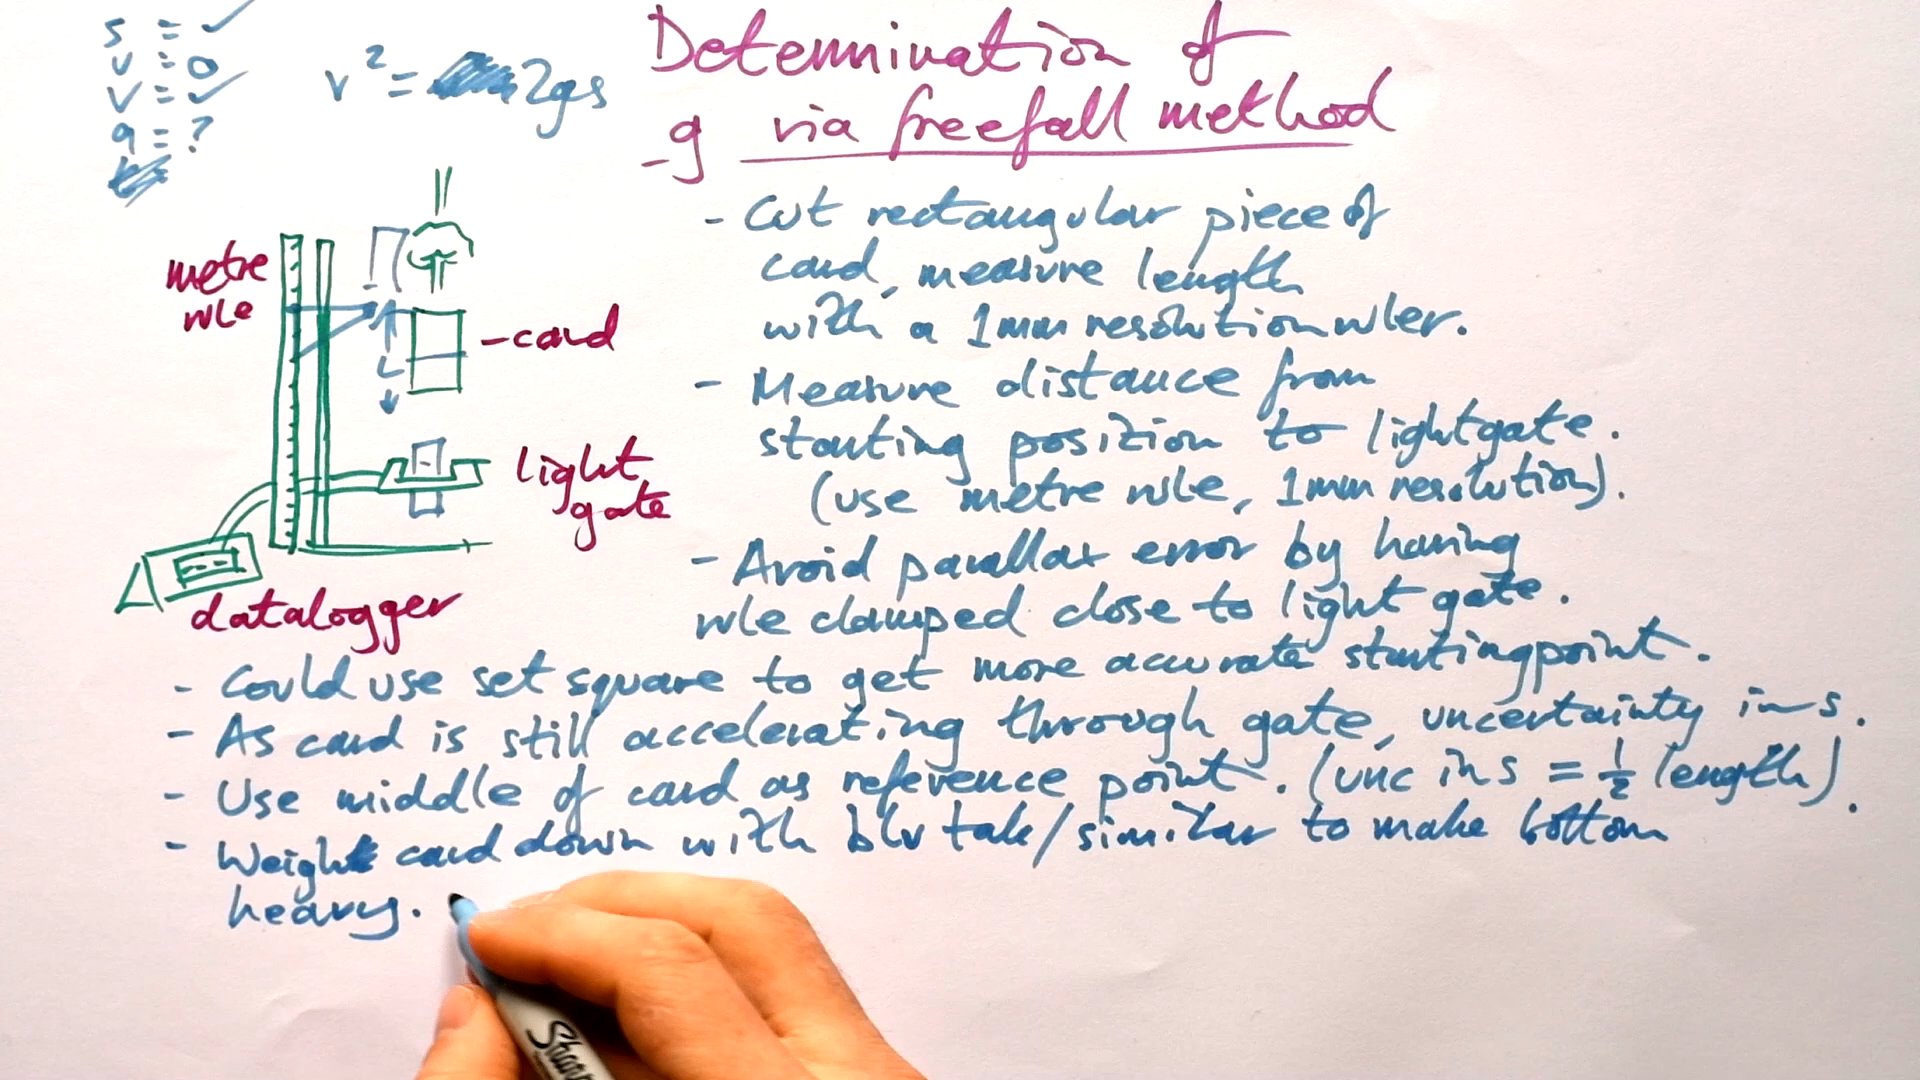 s = ✓
u = 0
v = ✓
a = ?
v² = 2gs
Determination of
- g via freefall method
- Cut rectangular piece of
card, measure length
with a 1mm resolution ruler.
- Measure distance from
starting position to lightgate.
(use metre rule, 1mm resolution).
- Avoid parallax error by having
rule clamped close to light gate.
metre
rule
L
- card
light
gate
datalogger
- Could use set square to get more accurate starting point.
- As card is still accelerating through gate, uncertainty in s.
- Use middle of card as reference point. (unc in s = ½ length).
- Weight card down with blu tak/similar to make bottom
heavy.
Sharp